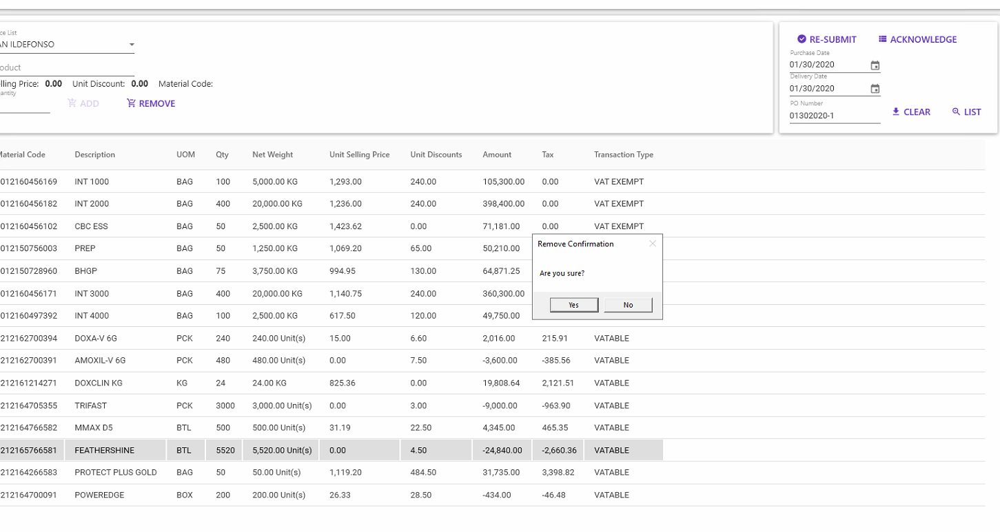 ce List
AN ILDEFONSO
oduct
lling Price: 0.00 Unit Discount: 0.00 Material Code:
antity
ADD REMOVE
RE-SUBMIT ACKNOWLEDGE
Purchase Date
01/30/2020
Delivery Date
01/30/2020
PO Number
01302020-1
CLEAR LIST
Material Code Description UOM Qty Net Weight Unit Selling Price Unit Discounts Amount Tax Transaction Type
012160456169 INT 1000 BAG 100 5,000.00 KG 1,293.00 240.00 105,300.00 0.00 VAT EXEMPT
012160456182 INT 2000 BAG 400 20,000.00 KG 1,236.00 240.00 398,400.00 0.00 VAT EXEMPT
012160456102 CBC ESS BAG 50 2,500.00 KG 1,423.62 0.00 71,181.00 0.00 VAT EXEMPT
012150756003 PREP BAG 50 1,250.00 KG 1,069.20 65.00 50,210.00
012150728960 BHGP BAG 75 3,750.00 KG 994.95 130.00 64,871.25
012160456171 INT 3000 BAG 400 20,000.00 KG 1,140.75 240.00 360,300.00
012160497392 INT 4000 BAG 100 2,500.00 KG 617.50 120.00 49,750.00
212162700394 DOXA-V 6G PCK 240 240.00 Unit(s) 15.00 6.60 2,016.00 215.91 VATABLE
212162700391 AMOXIL-V 6G PCK 480 480.00 Unit(s) 0.00 7.50 -3,600.00 -385.56 VATABLE
212161214271 DOXCLIN KG KG 24 24.00 KG 825.36 0.00 19,808.64 2,121.51 VATABLE
212164705355 TRIFAST PCK 3000 3,000.00 Unit(s) 0.00 3.00 -9,000.00 -963.90 VATABLE
212164766582 MMAX D5 BTL 500 500.00 Unit(s) 31.19 22.50 4,345.00 465.35 VATABLE
212165766581 FEATHERSHINE BTL 5520 5,520.00 Unit(s) 0.00 4.50 -24,840.00 -2,660.36 VATABLE
212164266583 PROTECT PLUS GOLD BAG 50 50.00 Unit(s) 1,119.20 484.50 31,735.00 3,398.82 VATABLE
212164700091 POWEREDGE BOX 200 200.00 Unit(s) 26.33 28.50 -434.00 -46.48 VATABLE
Remove Confirmation
Are you sure?
Yes No